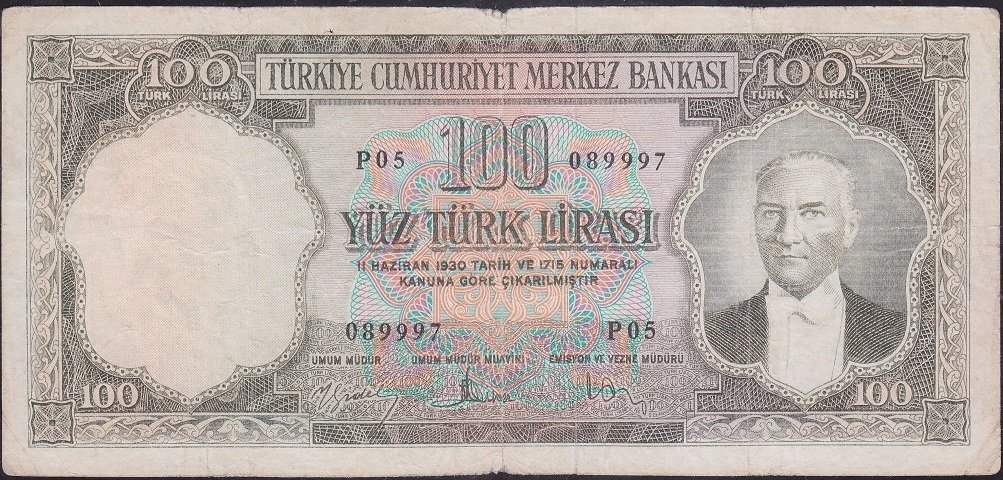 100 TÜRK LİRASI
TÜRKİYE CUMHURİYET MERKEZ BANKASI
100 TÜRK LİRASI
P05 100 089997
YÜZ TÜRK LİRASI
11 HAZİRAN 1930 TARİH VE 1715 NUMARALI
KANUNA GÖRE ÇIKARILMIŞTIR
089997 P05
UMUM MÜDÜR UMUM MÜDÜR MUAVİNİ EMİSYON VE VEZNE MÜDÜRÜ
100 100